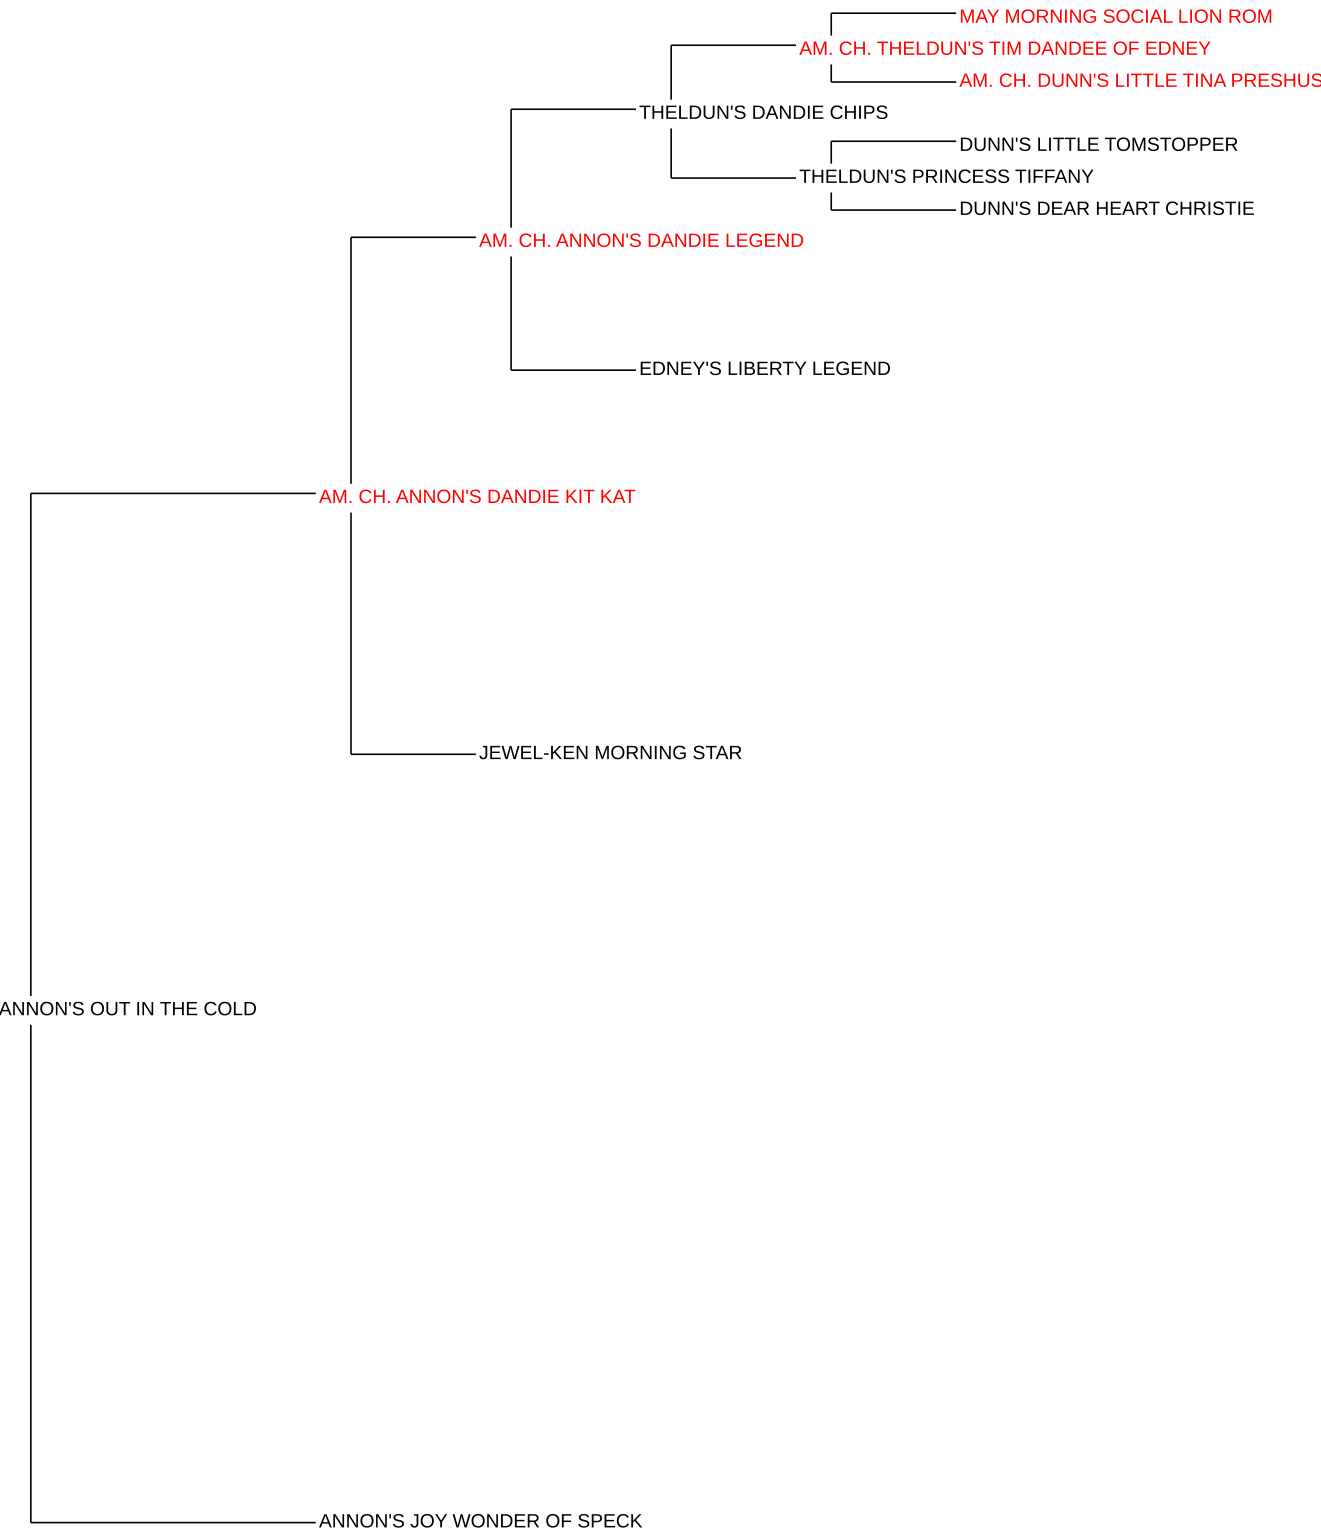 MAY MORNING SOCIAL LION ROM
AM. CH. THELDUN'S TIM DANDEE OF EDNEY
AM. CH. DUNN'S LITTLE TINA PRESHUS
THELDUN'S DANDIE CHIPS
DUNN'S LITTLE TOMSTOPPER
THELDUN'S PRINCESS TIFFANY
DUNN'S DEAR HEART CHRISTIE
AM. CH. ANNON'S DANDIE LEGEND
EDNEY'S LIBERTY LEGEND
AM. CH. ANNON'S DANDIE KIT KAT
JEWEL-KEN MORNING STAR
ANNON'S OUT IN THE COLD
ANNON'S JOY WONDER OF SPECK